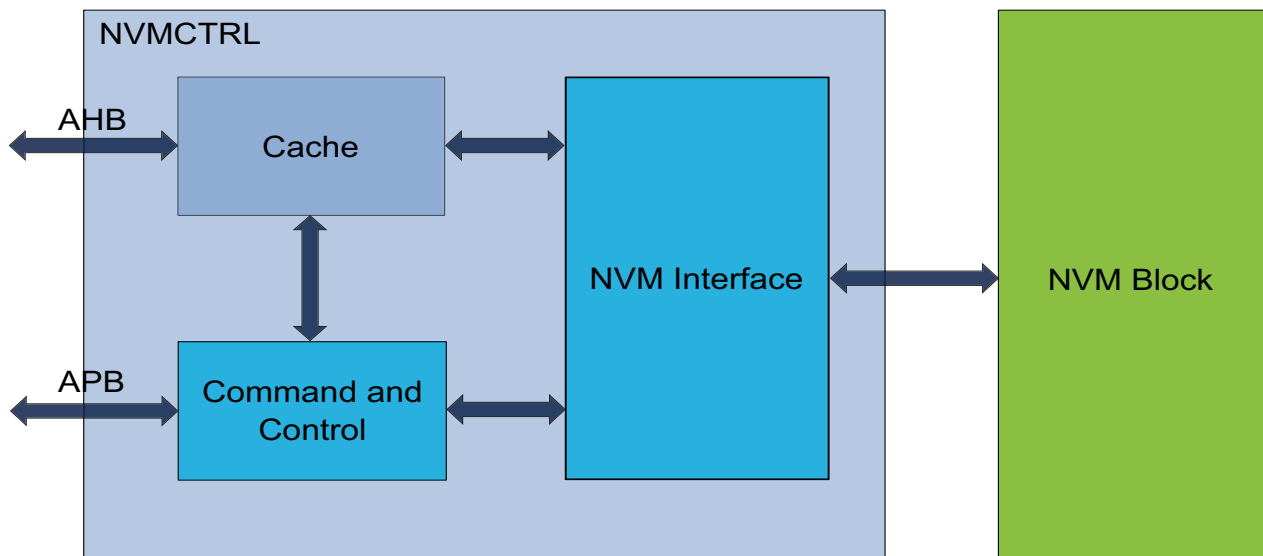 NVMCTRL
AHB
Cache
NVM Interface
NVM Block
APB
Command and
Control